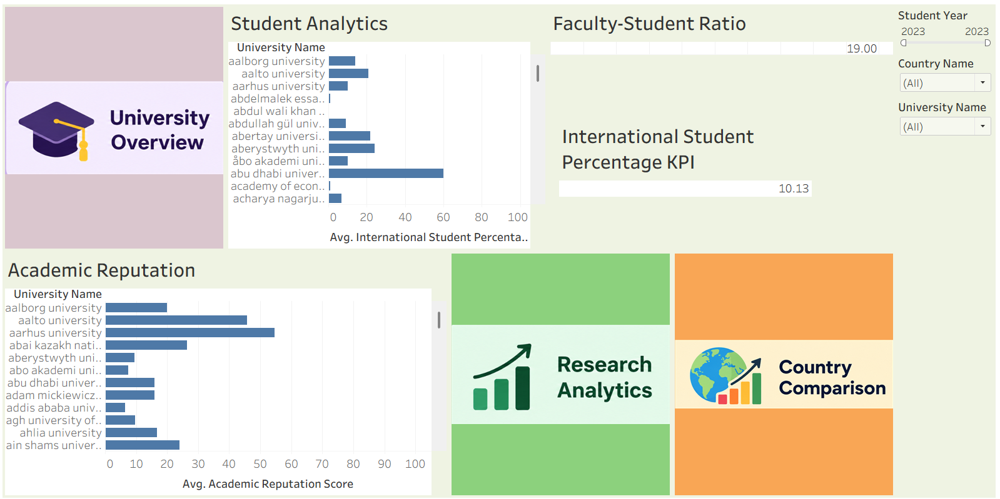 University
Overview
Student Analytics
University Name
aalborg university
aalto university
aarhus university
abdelmalek essa..
abdul wali khan ..
abdullah gül univ..
abertay universi..
aberystwyth uni..
åbo akademi uni..
abu dhabi univer..
academy of econ..
acharya nagarju..
0 20 40 60 80 100
Avg. International Student Percenta..
Faculty-Student Ratio
19.00
International Student
Percentage KPI
10.13
Student Year
2023 2023
Country Name
(All)
University Name
(All)
Academic Reputation
University Name
aalborg university
aalto university
aarhus university
abai kazakh nati..
aberystwyth uni..
abo akademi uni..
abu dhabi univer..
adam mickiewicz..
addis ababa univ..
agh university of..
ahlia university
ain shams univer..
0 10 20 30 40 50 60 70 80 90 100
Avg. Academic Reputation Score
Research
Analytics
Country
Comparison